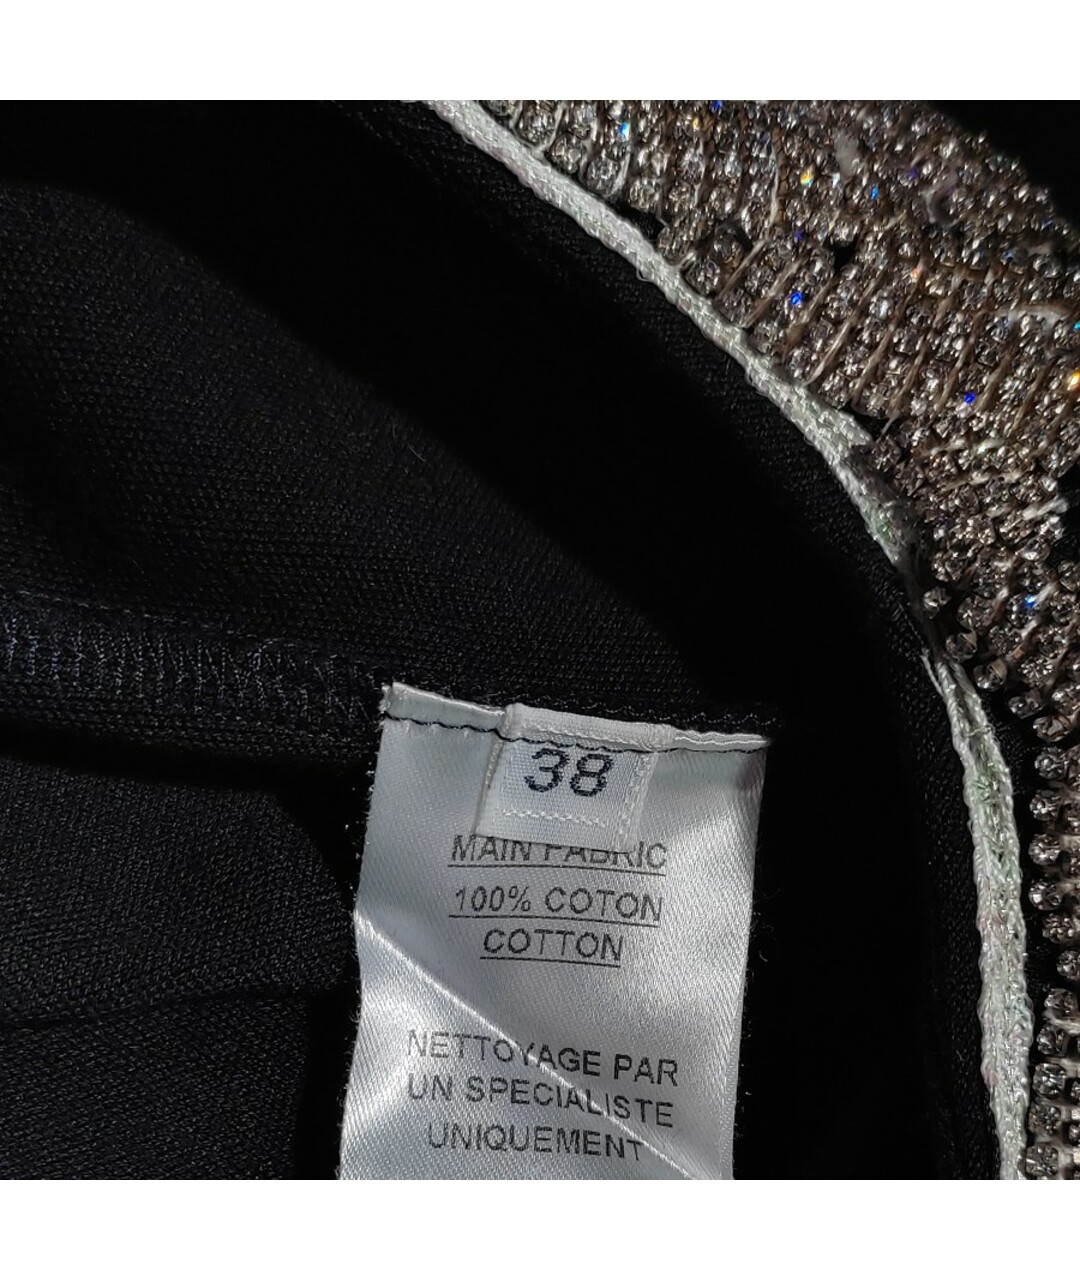 38
MAIN FABRIC
100% COTON
COTTON
NETTOYAGE PAR
UN SPECIALISTE
UNIQUEMENT